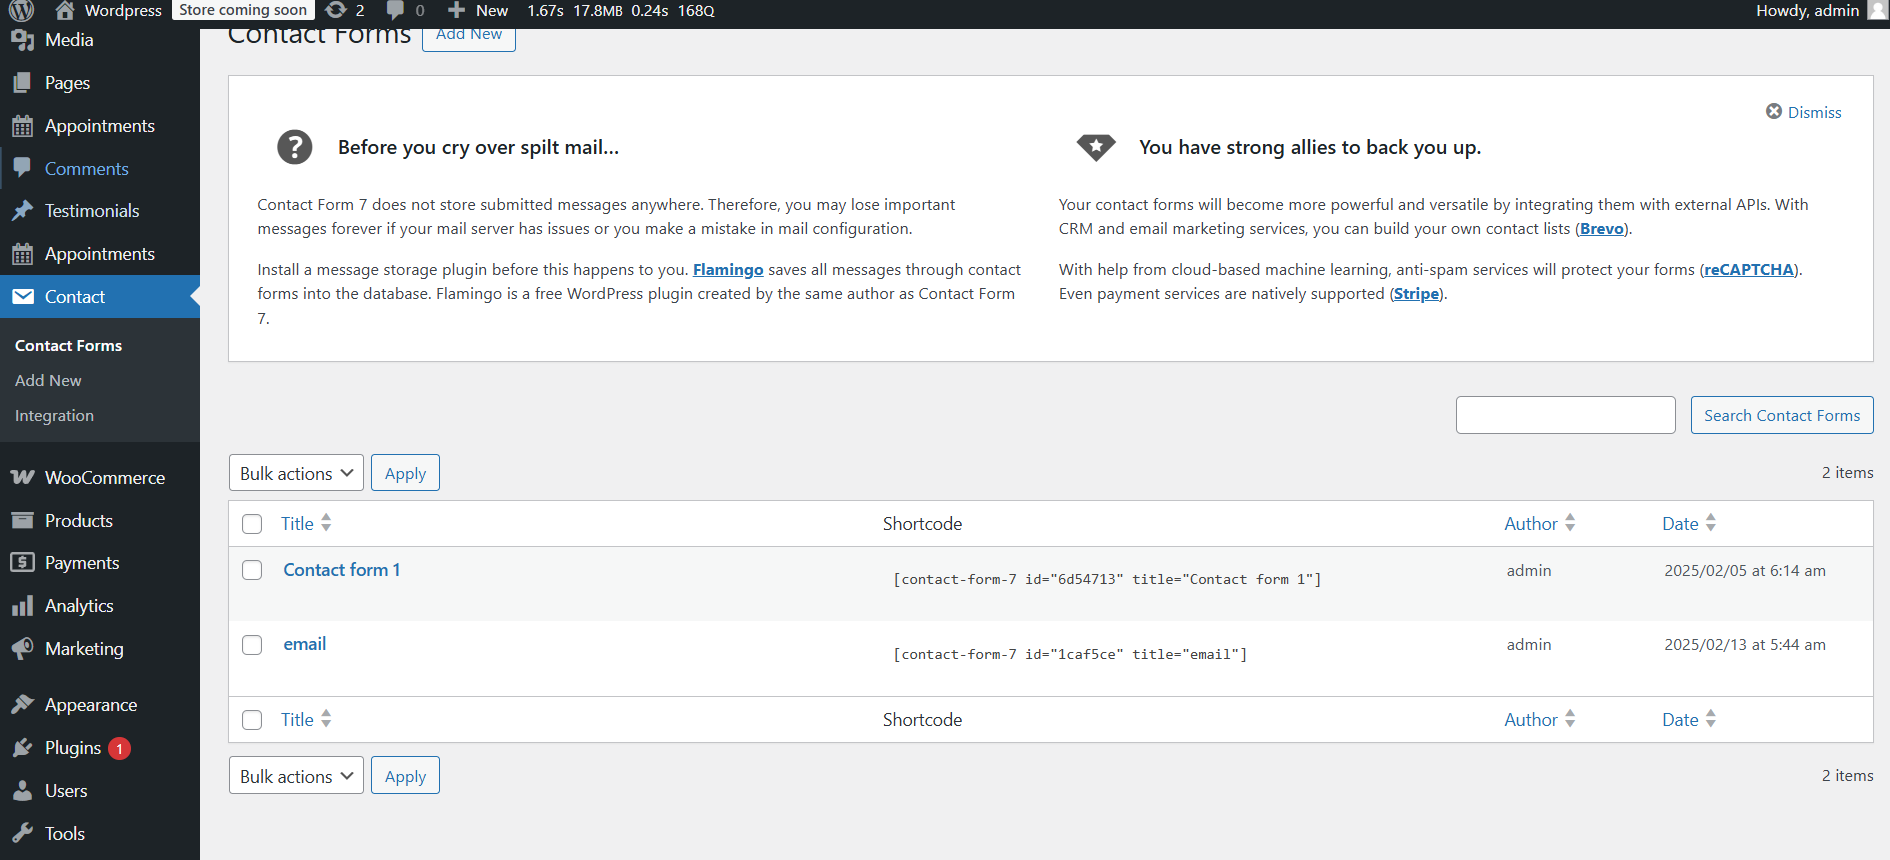 Wordpress
Store coming soon
2
0
New
1.67s 17.8MB 0.24s 168Q
Howdy, admin
Media
Pages
Appointments
Comments
Testimonials
Appointments
Contact
Contact Forms
Add New
Integration
WooCommerce
Products
Payments
Analytics
Marketing
Appearance
Plugins 1
Users
Tools
Contact Forms
Add New
Dismiss
Before you cry over spilt mail...
Contact Form 7 does not store submitted messages anywhere. Therefore, you may lose important
messages forever if your mail server has issues or you make a mistake in mail configuration.
Install a message storage plugin before this happens to you. Flamingo saves all messages through contact
forms into the database. Flamingo is a free WordPress plugin created by the same author as Contact Form
7.
You have strong allies to back you up.
Your contact forms will become more powerful and versatile by integrating them with external APIs. With
CRM and email marketing services, you can build your own contact lists (Brevo).
With help from cloud-based machine learning, anti-spam services will protect your forms (reCAPTCHA).
Even payment services are natively supported (Stripe).
Search Contact Forms
Bulk actions
Apply
2 items
Title
Shortcode
Author
Date
Contact form 1
[contact-form-7 id="6d54713" title="Contact form 1"]
admin
2025/02/05 at 6:14 am
email
[contact-form-7 id="1caf5ce" title="email"]
admin
2025/02/13 at 5:44 am
Title
Shortcode
Author
Date
Bulk actions
Apply
2 items